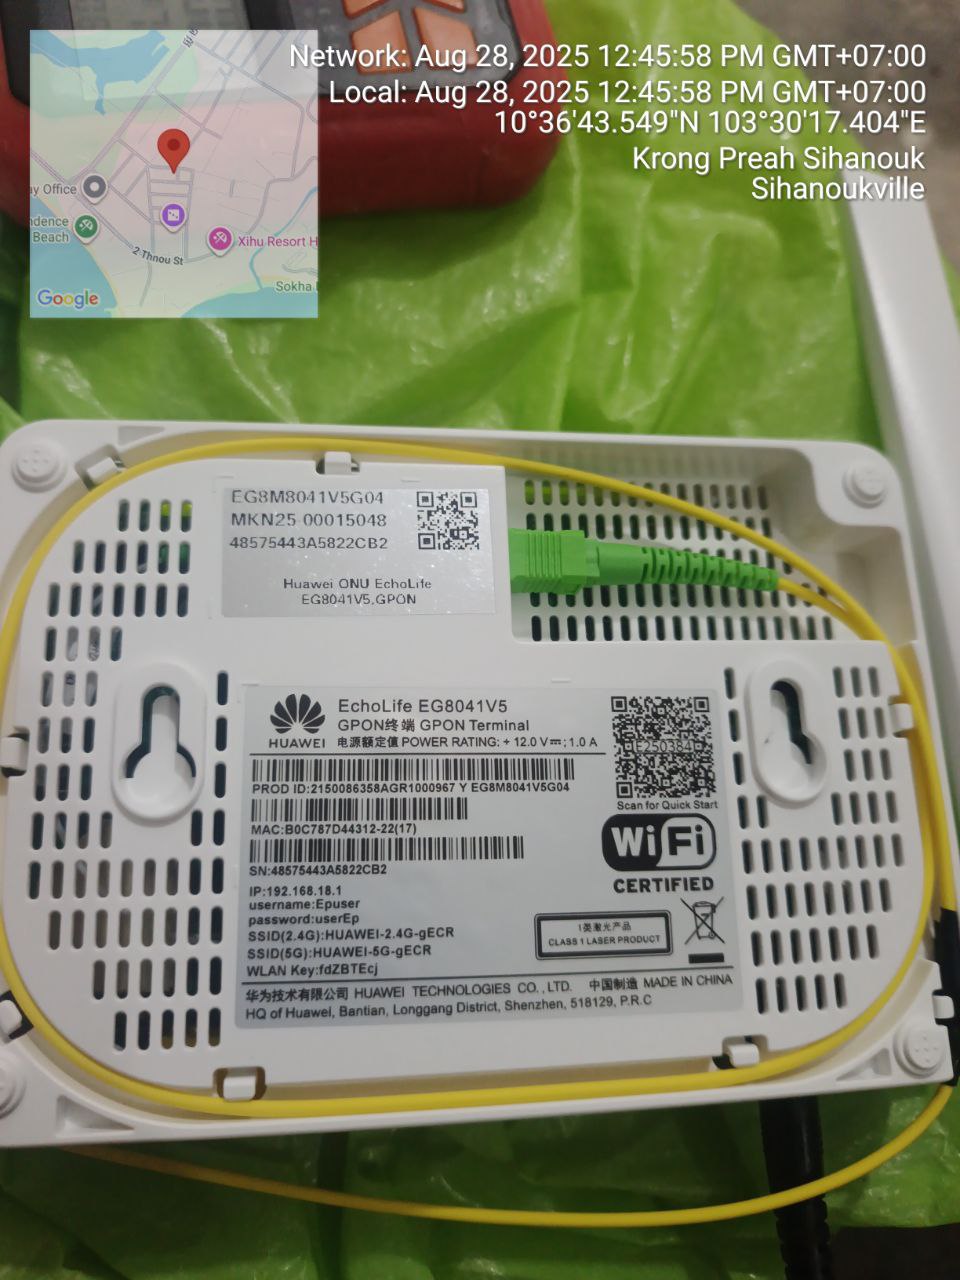 Network: Aug 28, 2025 12:45:58 PM GMT+07:00
Local: Aug 28, 2025 12:45:58 PM GMT+07:00
10°36'43.549"N 103°30'17.404"E
Krong Preah Sihanouk
Sihanoukville
ay Office
ndence
Beach
2 Thnou St
Xihu Resort H
Sokha
Google
EG8M8041V5G04
MKN25-00015048
48575443A5822CB2
Huawei ONU EchoLife
EG8041V5,GPON
HUAWEI
EchoLife EG8041V5
GPON终端 GPON Terminal
电源额定值 POWER RATING: + 12.0 V⎓; 1.0 A
PROD ID:2150086358AGR1000967 Y EG8M8041V5G04
MAC:B0C787D44312-22(17)
SN:48575443A5822CB2
IP:192.168.18.1
username:Epuser
password:userEp
SSID(2.4G):HUAWEI-2.4G-gECR
SSID(5G):HUAWEI-5G-gECR
WLAN Key:fdZBTEcj
E250384
Scan for Quick Start
WiFi
CERTIFIED
1类激光产品
CLASS 1 LASER PRODUCT
华为技术有限公司 HUAWEI TECHNOLOGIES CO.,LTD. 中国制造 MADE IN CHINA
HQ of Huawei, Bantian, Longgang District, Shenzhen, 518129, P.R.C